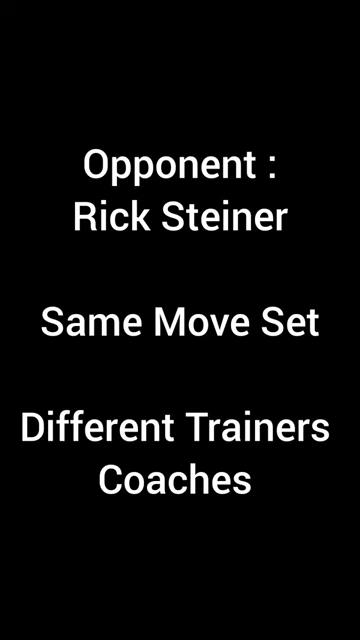 Opponent :
Rick Steiner
Same Move Set
Different Trainers
Coaches